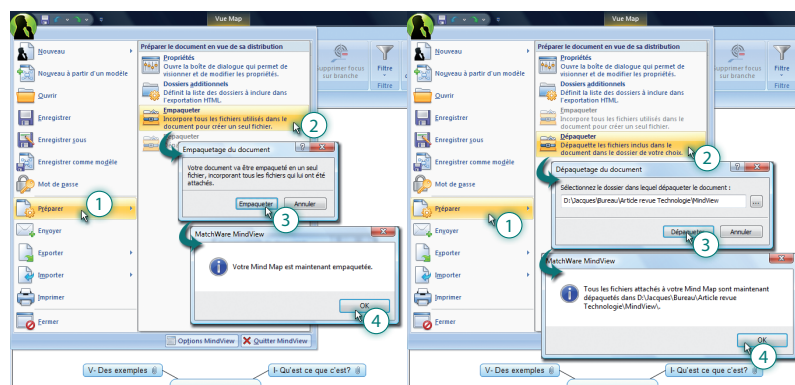 Vue Map
Nouveau
Nouveau à partir d'un modèle
Ouvrir
Enregistrer
Enregistrer sous
Enregistrer comme modèle
Mot de passe
Préparer
Envoyer
Exporter
Importer
Imprimer
Fermer
1
Préparer le document en vue de sa distribution
Propriétés
Ouvre la boîte de dialogue qui permet de
visionner et de modifier les propriétés.
Dossiers additionnels
Définit la liste des dossiers à inclure dans
l'exportation HTML.
Empaqueter
Incorpore tous les fichiers utilisés dans le
document pour créer un seul fichier.
2
supprimer focus
sur branche
Filtre
Filtre
Empaquetage du document
Votre document va être empaqueté en un seul
fichier, incorporant tous les fichiers qui lui ont été
attachés.
Empaqueter
Annuler
3
MatchWare MindView
Votre Mind Map est maintenant empaquetée.
OK
4
Options MindView
Quitter MindView
V- Des exemples
I- Qu'est ce que c'est?
Vue Map
Nouveau
Nouveau à partir d'un modèle
Ouvrir
Enregistrer
Enregistrer sous
Enregistrer comme modèle
Mot de passe
Préparer
Envoyer
Exporter
Importer
Imprimer
Fermer
1
Préparer le document en vue de sa distribution
Propriétés
Ouvre la boîte de dialogue qui permet de
visionner et de modifier les propriétés.
Dossiers additionnels
Définit la liste des dossiers à inclure dans
l'exportation HTML.
Empaqueter
Incorpore tous les fichiers utilisés dans le
document pour créer un seul fichier.
Dépaqueter
Dépaquette les fichiers inclus dans le
document dans le dossier de votre choix.
2
supprimer focus
sur branche
Filtre
Filtre
Dépaquetage du document
Sélectionnez le dossier dans lequel dépaqueter le document :
D:\Jacques\Bureau\Article revue Technologie\MindView
...
Dépaqueter
Annuler
3
MatchWare MindView
Tous les fichiers attachés à votre Mind Map sont maintenant
dépaquetés dans D:\Jacques\Bureau\Article revue
Technologie\MindView\.
OK
4
V- Des exemples
I- Qu'est ce que c'est?